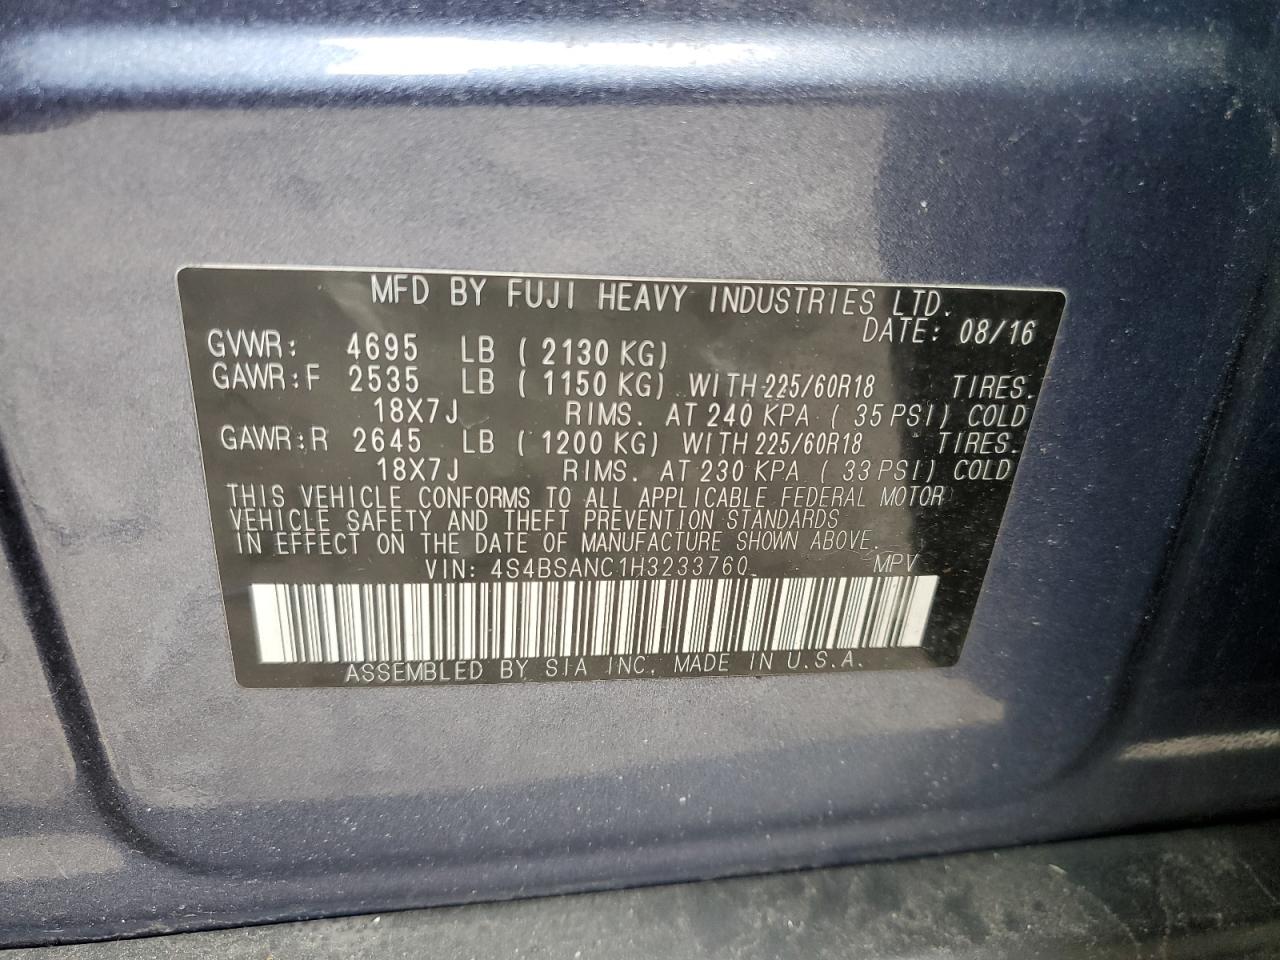 MFD BY FUJI HEAVY INDUSTRIES LTD.
DATE: 08/16
GVWR: 4695 LB ( 2130 KG)
GAWR:F 2535 LB ( 1150 KG) WITH 225/60R18 TIRES.
18X7J RIMS. AT 240 KPA ( 35 PSI) COLD
GAWR:R 2645 LB ( 1200 KG) WITH 225/60R18 TIRES.
18X7J RIMS. AT 230 KPA ( 33 PSI) COLD
THIS VEHICLE CONFORMS TO ALL APPLICABLE FEDERAL MOTOR
VEHICLE SAFETY AND THEFT PREVENTION STANDARDS
IN EFFECT ON THE DATE OF MANUFACTURE SHOWN ABOVE.
VIN: 4S4BSANC1H3233760 MPV
ASSEMBLED BY SIA INC. MADE IN U.S.A.